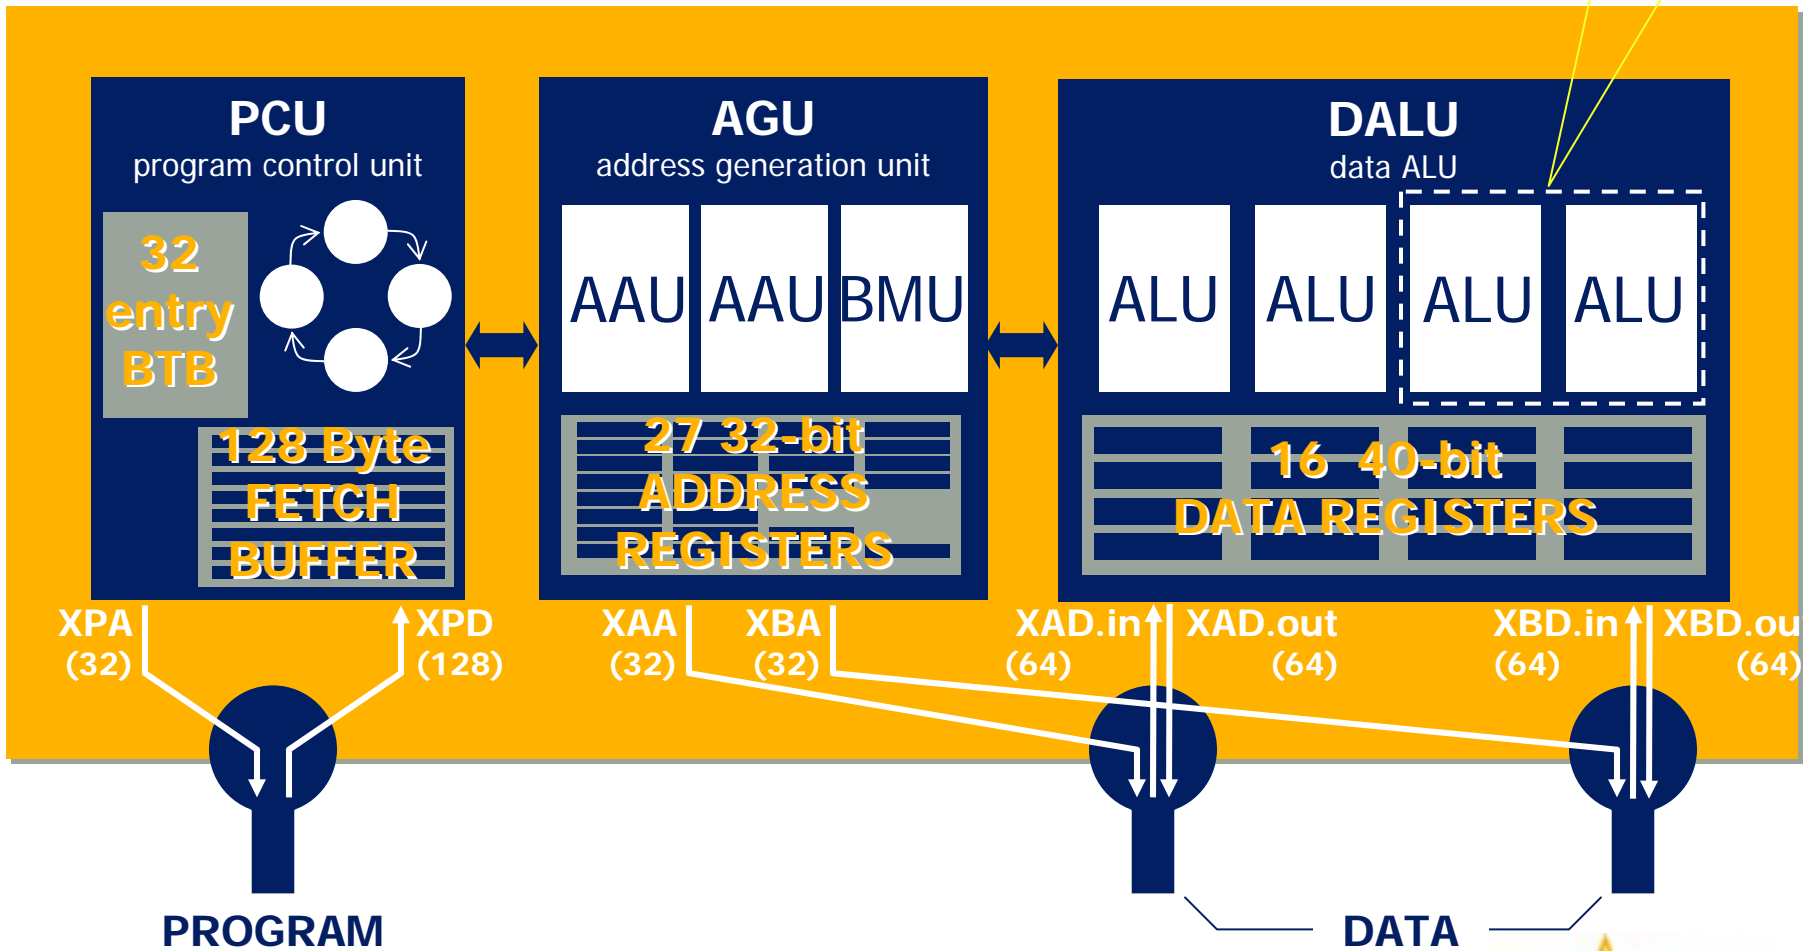 PCU
program control unit
32
entry
BTB
128 Byte
FETCH
BUFFER
AGU
address generation unit
AAU
AAU
BMU
27 32-bit
ADDRESS
REGISTERS
DALU
data ALU
ALU
ALU
ALU
ALU
16 40-bit
DATA REGISTERS
XPA
(32)
XPD
(128)
XAA
(32)
XBA
(32)
XAD.in
(64)
XAD.out
(64)
XBD.in
(64)
XBD.ou
(64)
PROGRAM
DATA